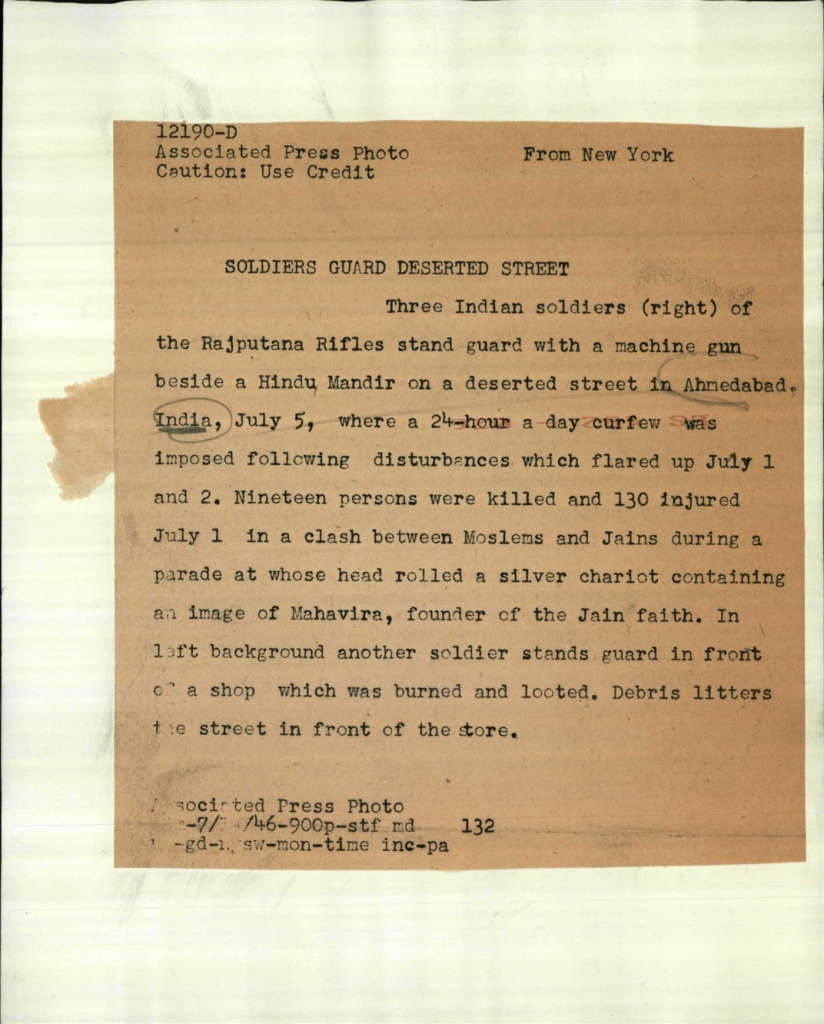 12190-D
Associated Press Photo From New York
Caution: Use Credit
SOLDIERS GUARD DESERTED STREET
Three Indian soldiers (right) of
the Rajputana Rifles stand guard with a machine gun
beside a Hindu Mandir on a deserted street in Ahmedabad,
India, July 5, where a 24-hour a day curfew was
imposed following disturbances which flared up July 1
and 2. Nineteen persons were killed and 130 injured
July 1 in a clash between Moslems and Jains during a
parade at whose head rolled a silver chariot containing
an image of Mahavira, founder of the Jain faith. In
left background another soldier stands guard in front
of a shop which was burned and looted. Debris litters
the street in front of the store.
Associated Press Photo
/46-900p-stf md 132
sw-mon-time inc-pa